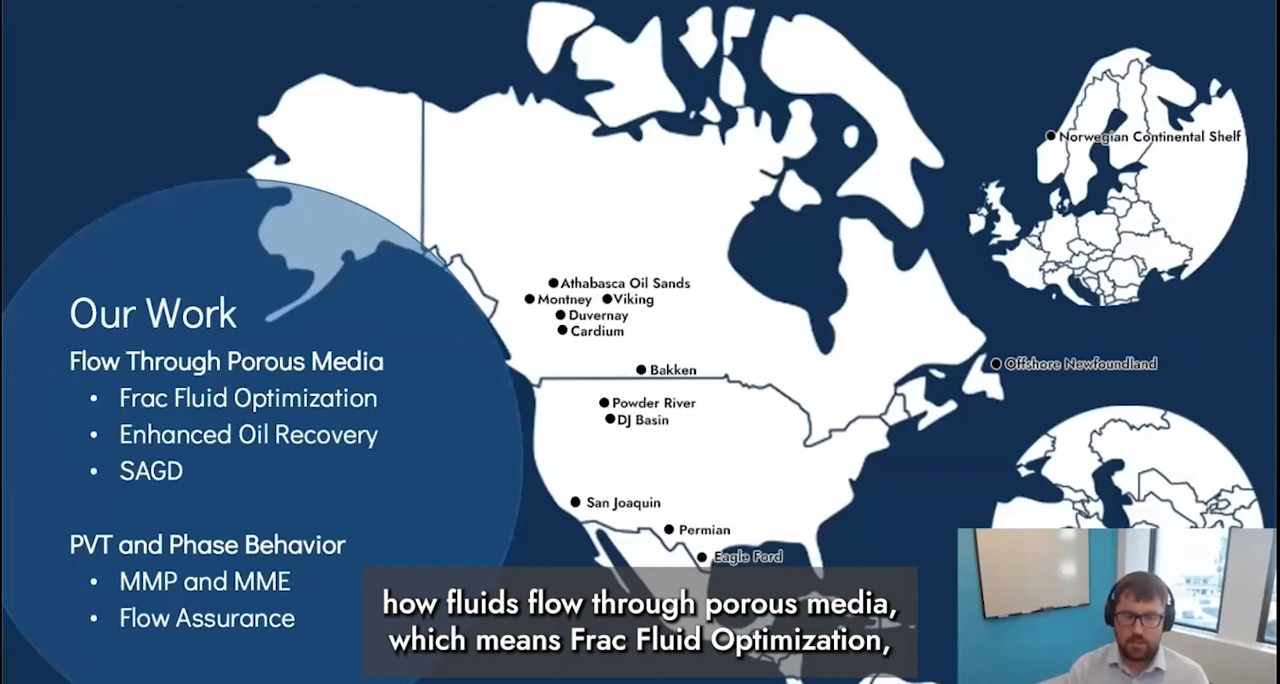 Norwegian Continental Shelf
Athabasca Oil Sands
Montney
Viking
Duvernay
Cardium
Bakken
Offshore Newfoundland
Powder River
DJ Basin
San Joaquin
Permian
Eagle Ford
Our Work
Flow Through Porous Media
• Frac Fluid Optimization
• Enhanced Oil Recovery
• SAGD
PVT and Phase Behavior
• MMP and MME
• Flow Assurance
how fluids flow through porous media,
which means Frac Fluid Optimization,